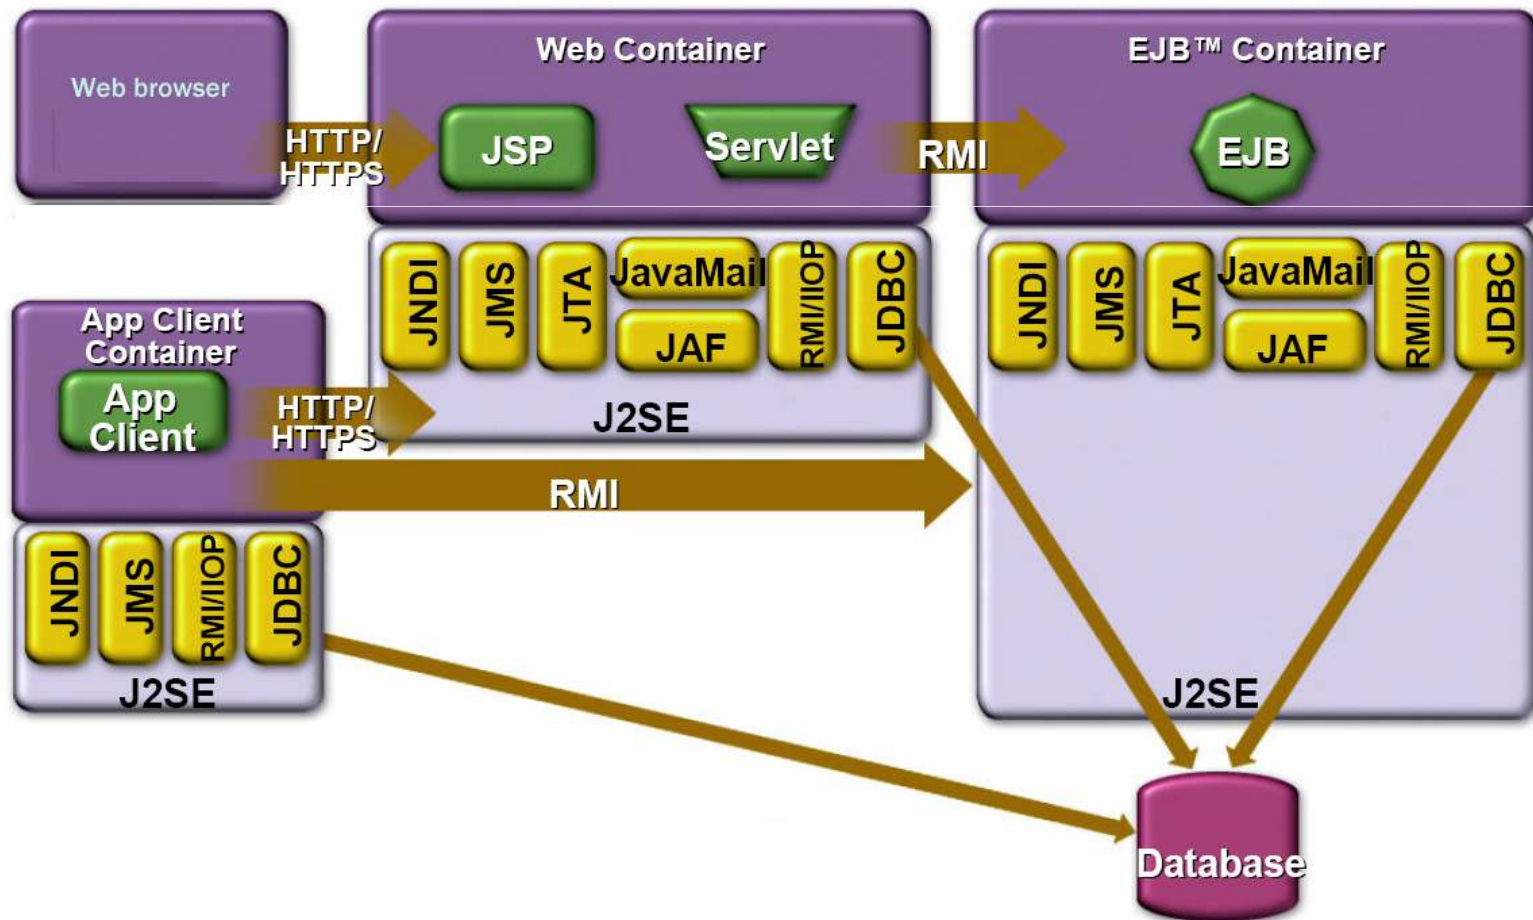 Web browser
HTTP/
HTTPS
Web Container
JSP
Servlet
RMI
EJB™ Container
EJB
JNDI
JMS
JTA
JavaMail
JAF
RMI/IIOP
JDBC
J2SE
JNDI
JMS
JTA
JavaMail
JAF
RMI/IIOP
JDBC
J2SE
App Client
Container
App
Client
HTTP/
HTTPS
RMI
JNDI
JMS
RMI/IIOP
JDBC
J2SE
Database